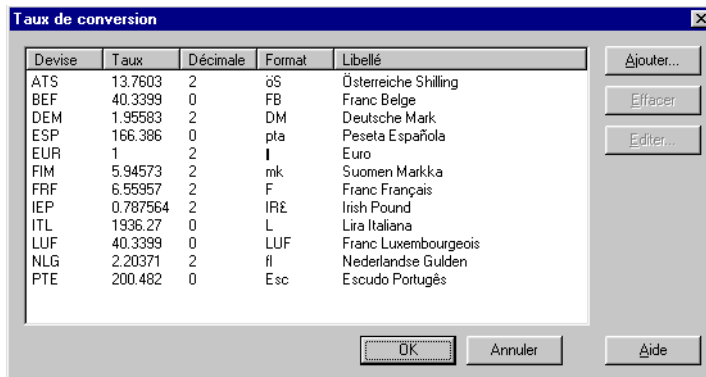 Taux de conversion
Devise Taux Décimale Format Libellé
ATS 13.7603 2 öS Österreiche Shilling
BEF 40.3399 0 FB Franc Belge
DEM 1.95583 2 DM Deutsche Mark
ESP 166.386 0 pta Peseta Española
EUR 1 2 Euro
FIM 5.94573 2 mk Suomen Markka
FRF 6.55957 2 F Franc Français
IEP 0.787564 2 IR£ Irish Pound
ITL 1936.27 0 L Lira Italiana
LUF 40.3399 0 LUF Franc Luxembourgeois
NLG 2.20371 2 fl Nederlandse Gulden
PTE 200.482 0 Esc Escudo Portugês
Ajouter...
Effacer
Editer...
OK Annuler Aide